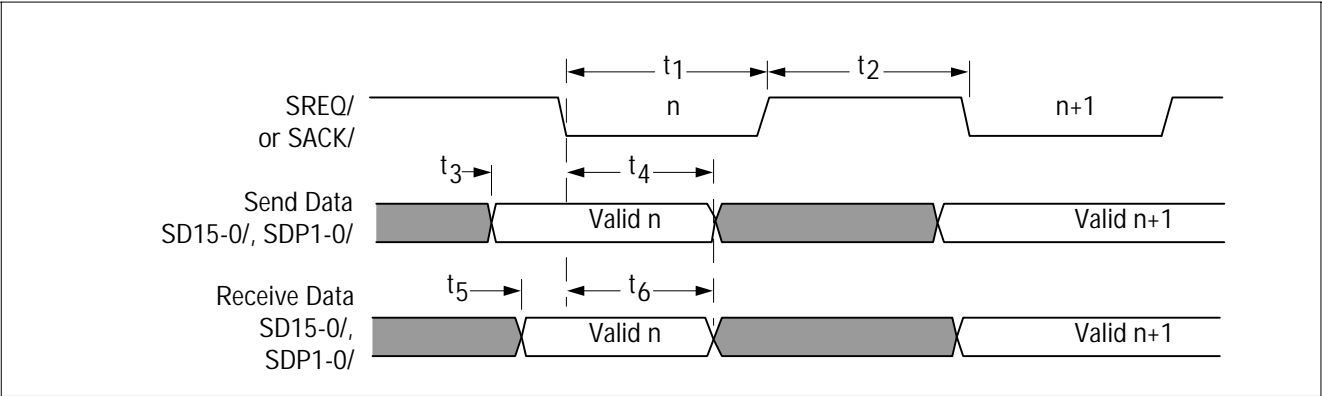 t1 t2
SREQ/ n n+1
or SACK/
t3 t4
Send Data
SD15-0/, SDP1-0/ Valid n Valid n+1
t5 t6
Receive Data
SD15-0/, Valid n Valid n+1
SDP1-0/